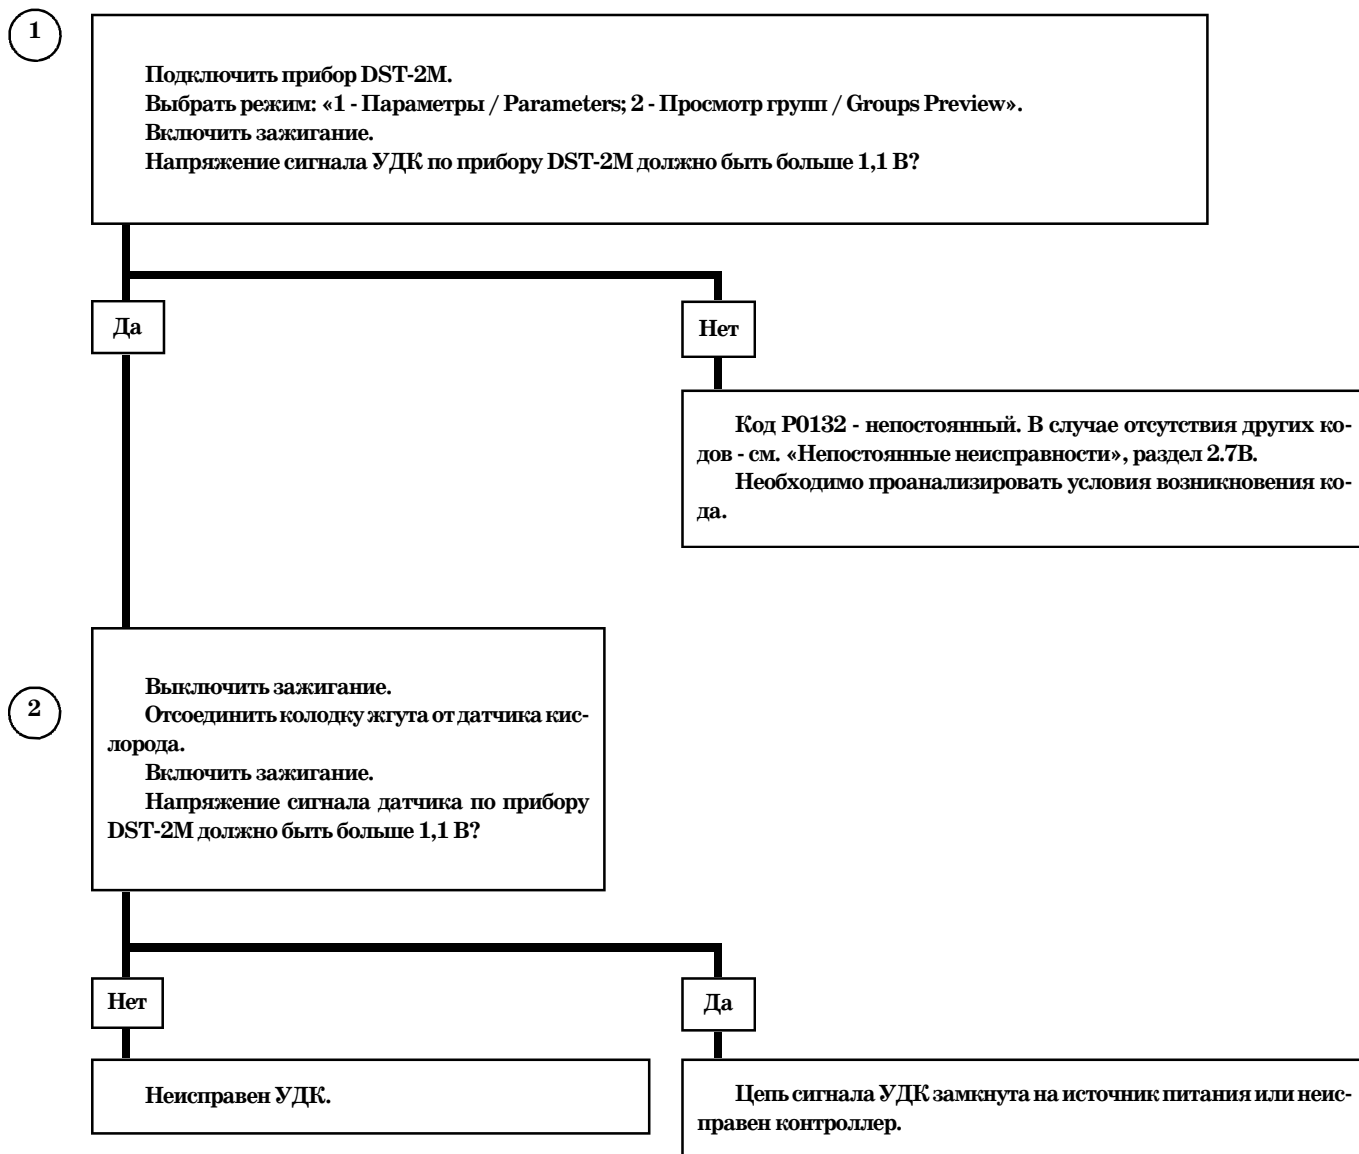 1
Подключить прибор DST-2M.
Выбрать режим: «1 - Параметры / Parameters; 2 - Просмотр групп / Groups Preview».
Включить зажигание.
Напряжение сигнала УДК по прибору DST-2M должно быть больше 1,1 В?
Да
Нет
Код P0132 - непостоянный. В случае отсутствия других ко-
дов - см. «Непостоянные неисправности», раздел 2.7В.
Необходимо проанализировать условия возникновения ко-
да.
2
Выключить зажигание.
Отсоединить колодку жгута от датчика кис-
лорода.
Включить зажигание.
Напряжение сигнала датчика по прибору
DST-2M должно быть больше 1,1 В?
Нет
Да
Неисправен УДК.
Цепь сигнала УДК замкнута на источник питания или неис-
правен контроллер.